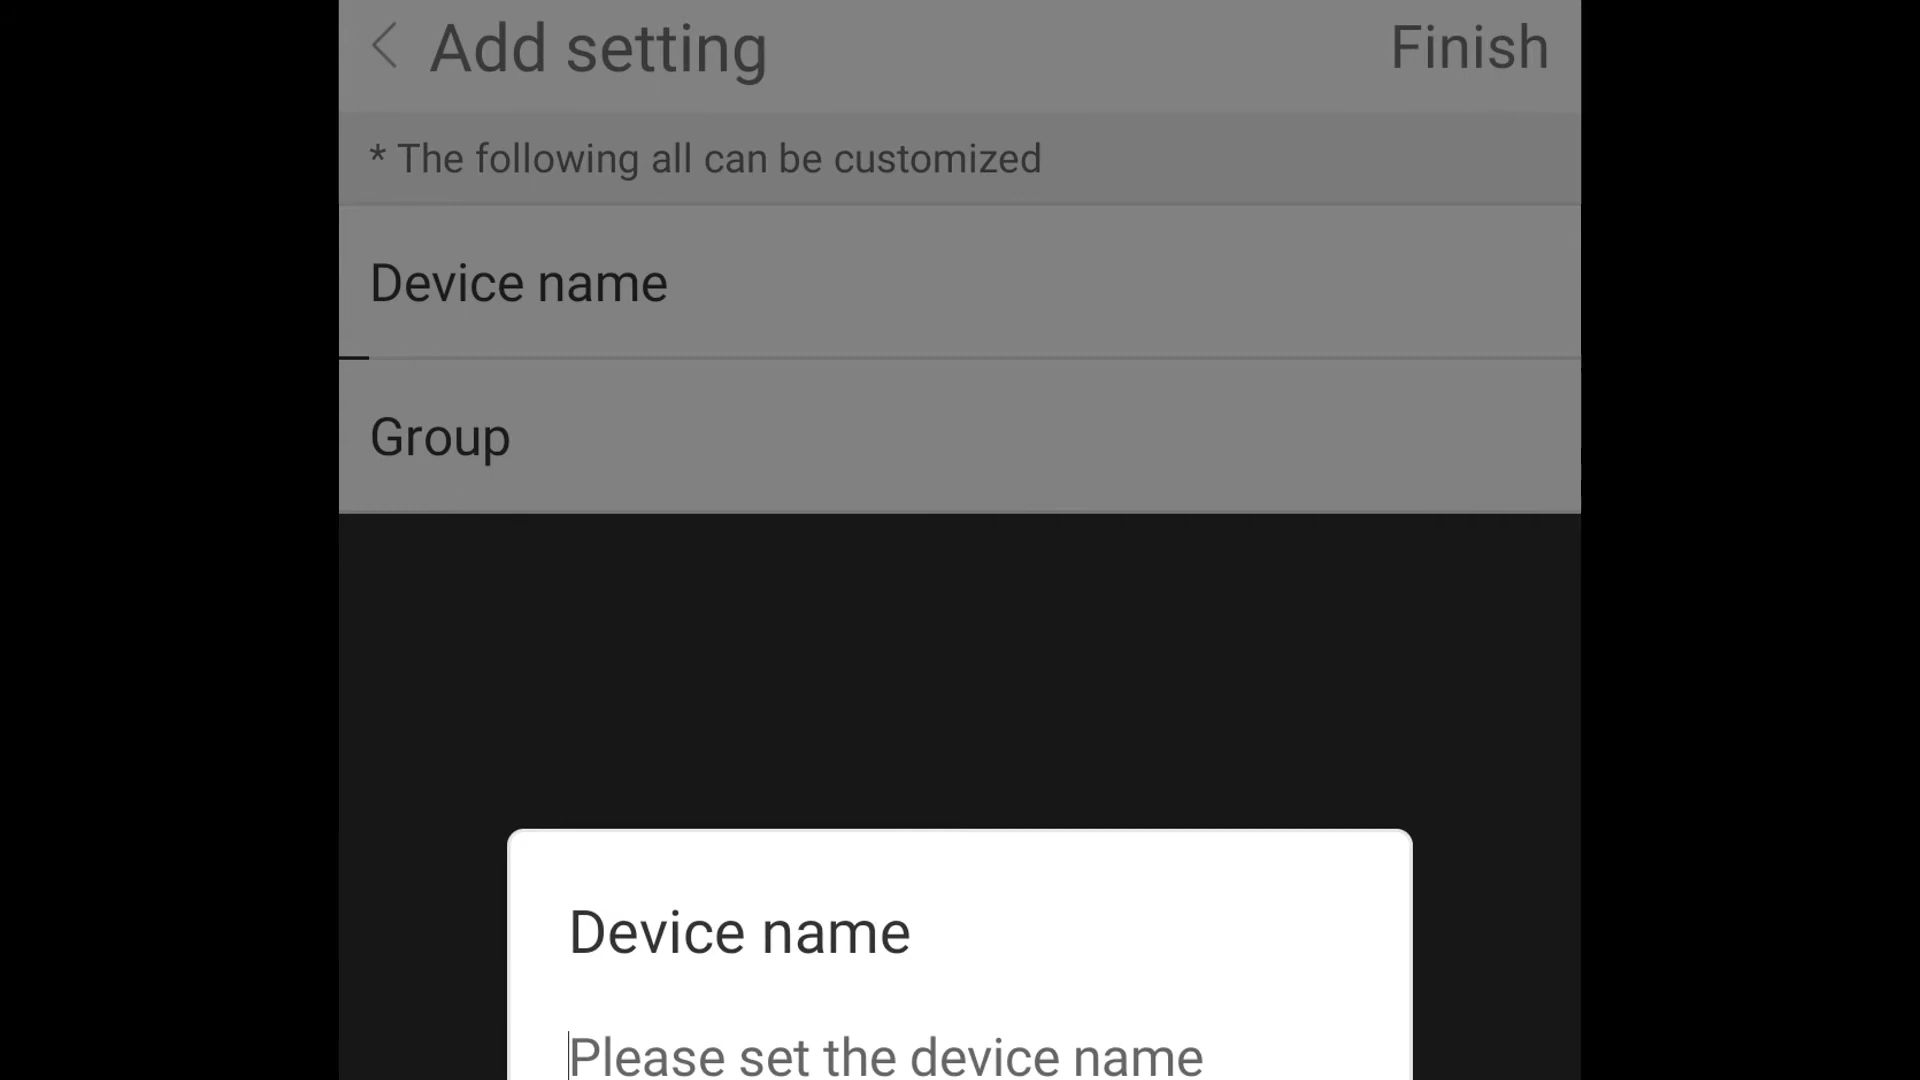 Add setting
Finish
* The following all can be customized
Device name
Group
Device name
Please set the device name